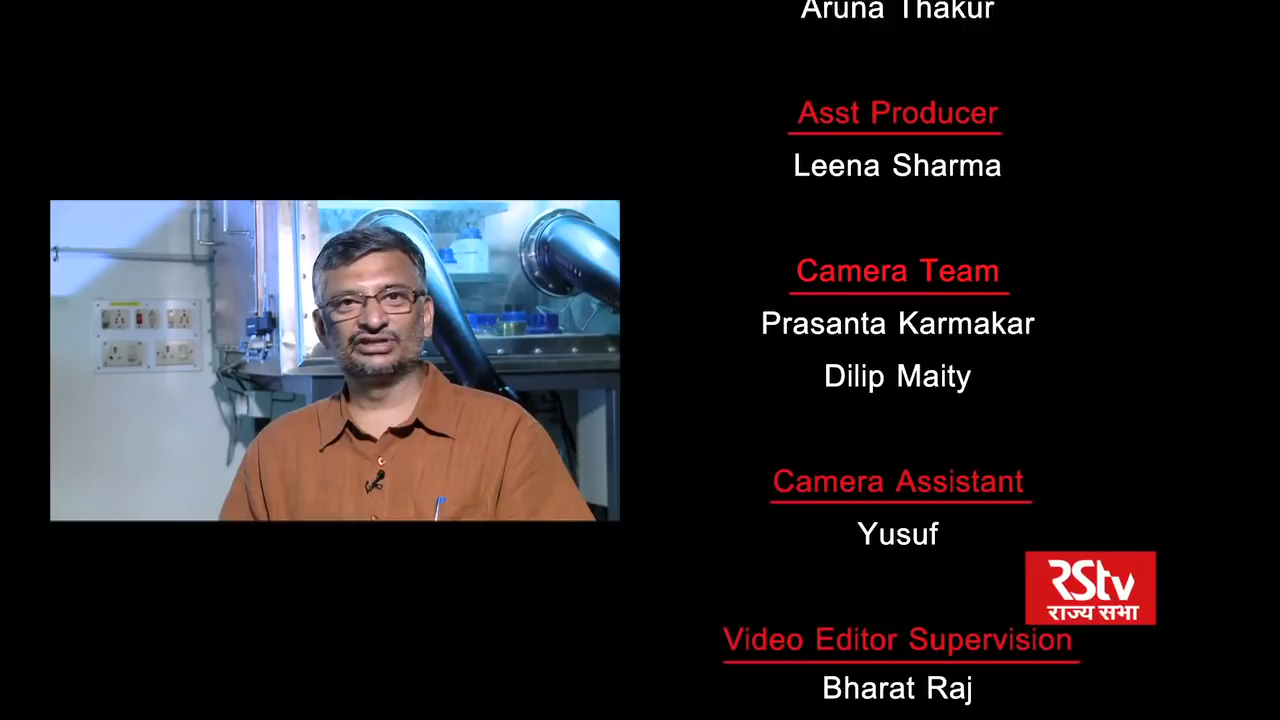 Aruna Thakur
Asst Producer
Leena Sharma
Camera Team
Prasanta Karmakar
Dilip Maity
Camera Assistant
Yusuf
RStv
राज्य सभा
Video Editor Supervision
Bharat Raj